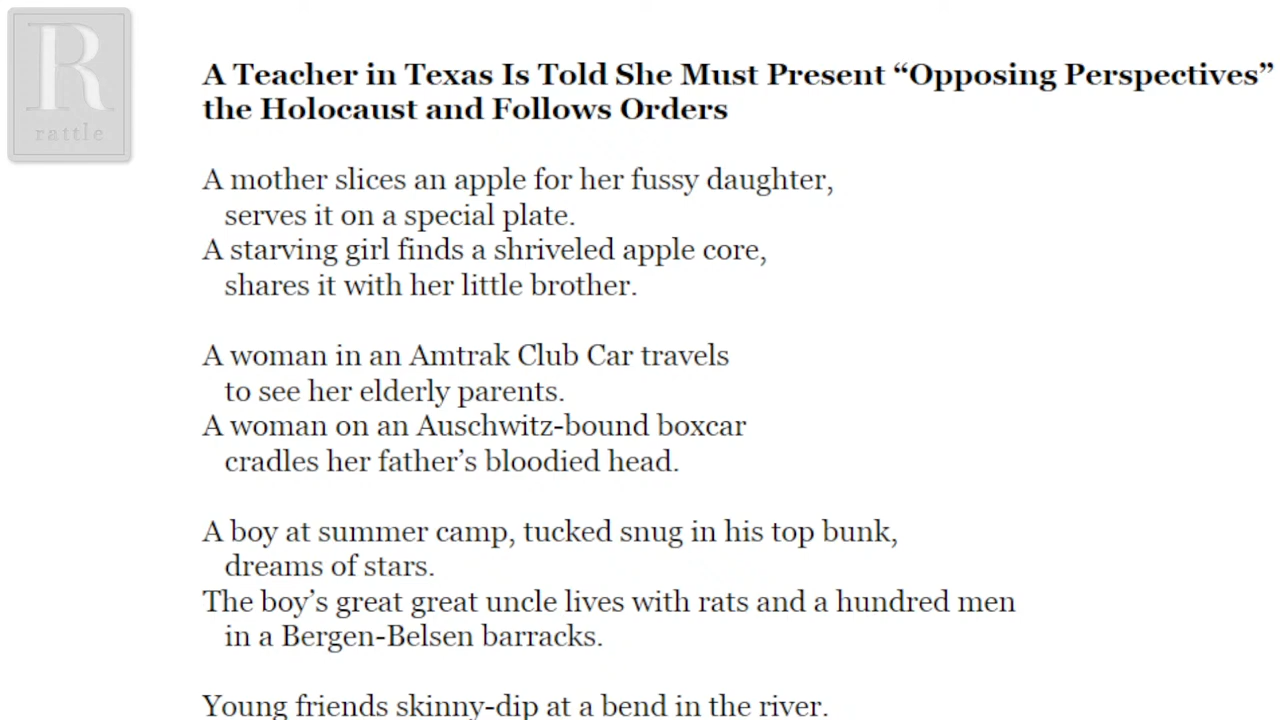 R
rattle
A Teacher in Texas Is Told She Must Present “Opposing Perspectives”
the Holocaust and Follows Orders
A mother slices an apple for her fussy daughter,
serves it on a special plate.
A starving girl finds a shriveled apple core,
shares it with her little brother.
A woman in an Amtrak Club Car travels
to see her elderly parents.
A woman on an Auschwitz-bound boxcar
cradles her father’s bloodied head.
A boy at summer camp, tucked snug in his top bunk,
dreams of stars.
The boy’s great great uncle lives with rats and a hundred men
in a Bergen-Belsen barracks.
Young friends skinny-dip at a bend in the river.